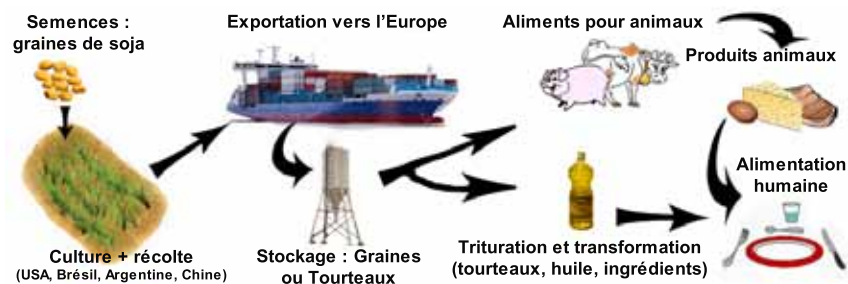 Semences :
graines de soja
Exportation vers l'Europe
Aliments pour animaux
Produits animaux
Alimentation
humaine
Culture + récolte
(USA, Brésil, Argentine, Chine)
Stockage : Graines
ou Tourteaux
Trituration et transformation
(tourteaux, huile, ingrédients)